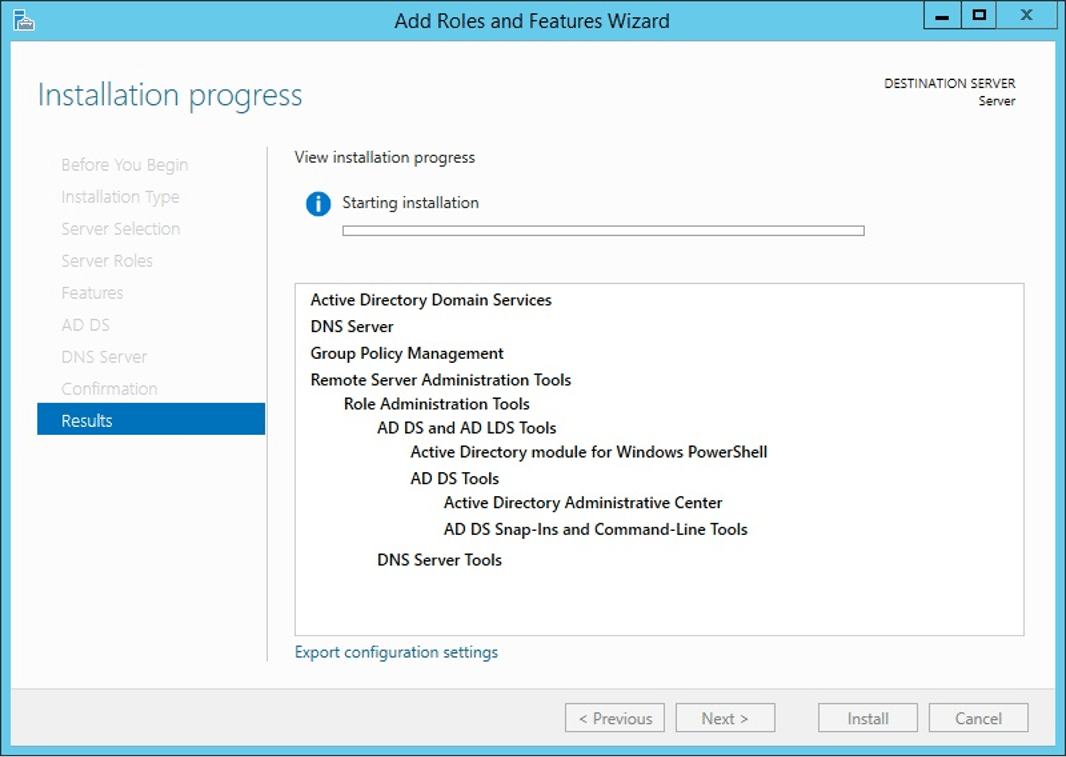 Add Roles and Features Wizard
Installation progress
DESTINATION SERVER
Server
Before You Begin
Installation Type
Server Selection
Server Roles
Features
AD DS
DNS Server
Confirmation
Results
View installation progress
Starting installation
Active Directory Domain Services
DNS Server
Group Policy Management
Remote Server Administration Tools
Role Administration Tools
AD DS and AD LDS Tools
Active Directory module for Windows PowerShell
AD DS Tools
Active Directory Administrative Center
AD DS Snap-Ins and Command-Line Tools
DNS Server Tools
Export configuration settings
< Previous
Next >
Install
Cancel